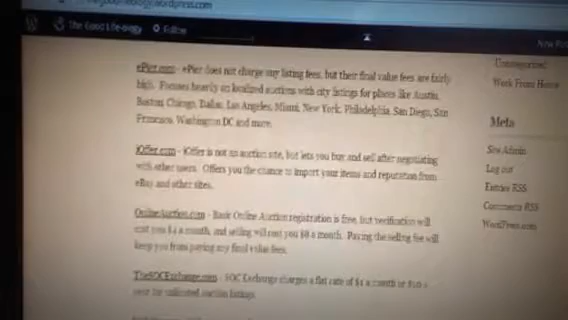 The Good Life-ology
Follow
New Post
ePier.com - ePier does not charge any listing fees, but their final value fees are fairly
high. Focuses heavily on localized auctions with city listings for places like Austin,
Boston, Chicago, Dallas, Los Angeles, Miami, New York, Philadelphia, San Diego, San
Francisco, Washington DC and more.
iOffer.com - iOffer is not an auction site, but lets you buy and sell after negotiating
with other users. Offers you the chance to import your items and reputation from
eBay and other sites.
OnlineAuction.com - Basic Online Auction registration is free, but verification will
cost you $4 a month, and selling will cost you $8 a month. Paying the selling fee will
keep you from paying any final value fees.
TheSOCExchange.com - SOC Exchange charges a flat rate of $1 a month or $10 a
year for unlimited auction listings.
Uncategorized
Work From Home
Meta
Site Admin
Log out
Entries RSS
Comments RSS
WordPress.com